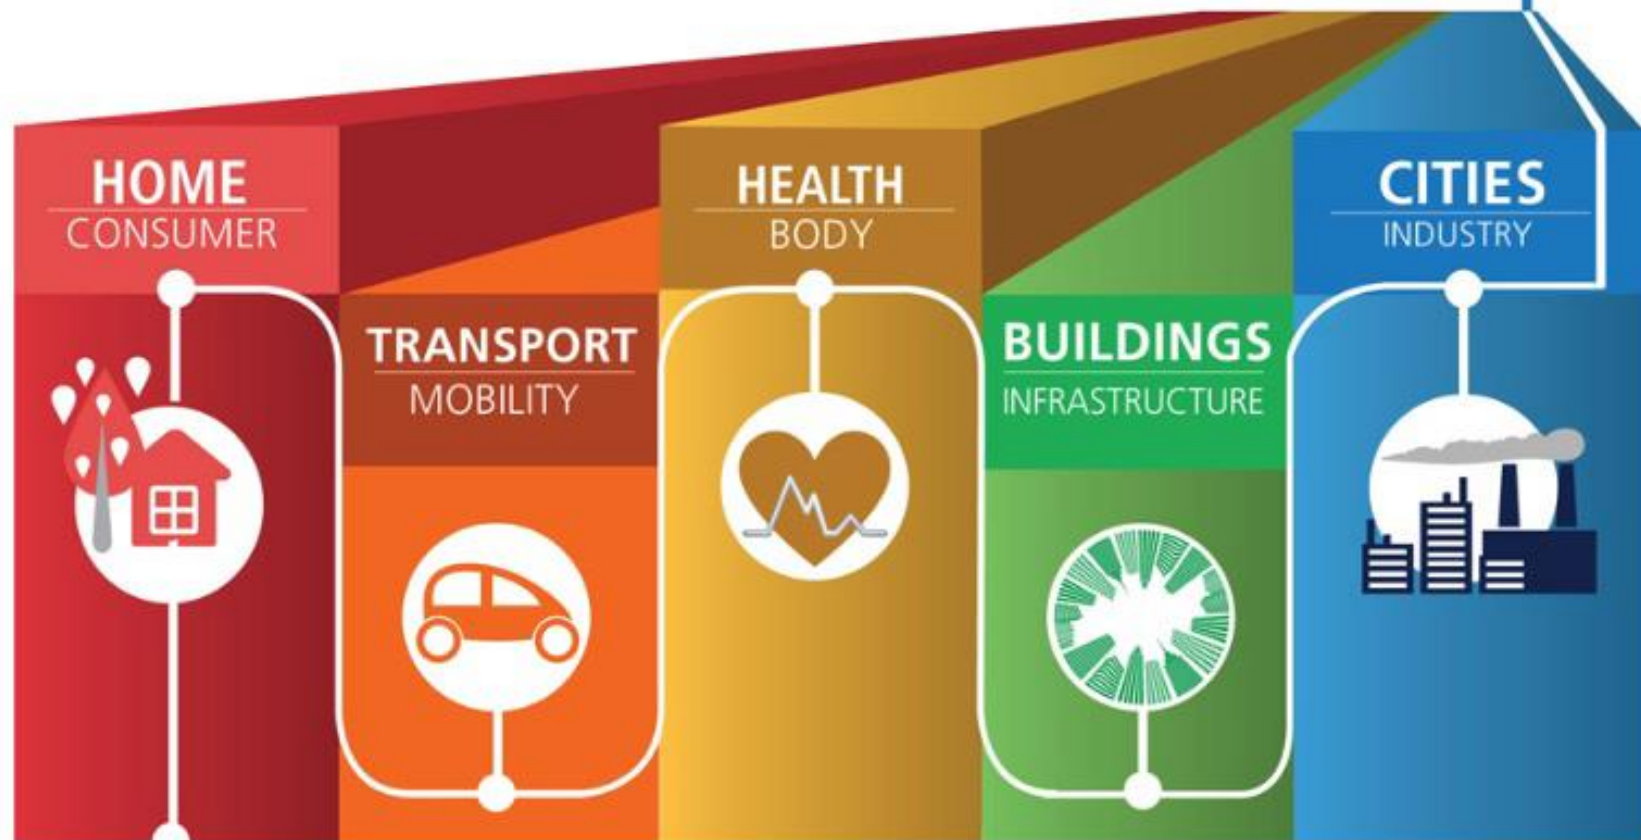 HOME
CONSUMER
TRANSPORT
MOBILITY
HEALTH
BODY
BUILDINGS
INFRASTRUCTURE
CITIES
INDUSTRY